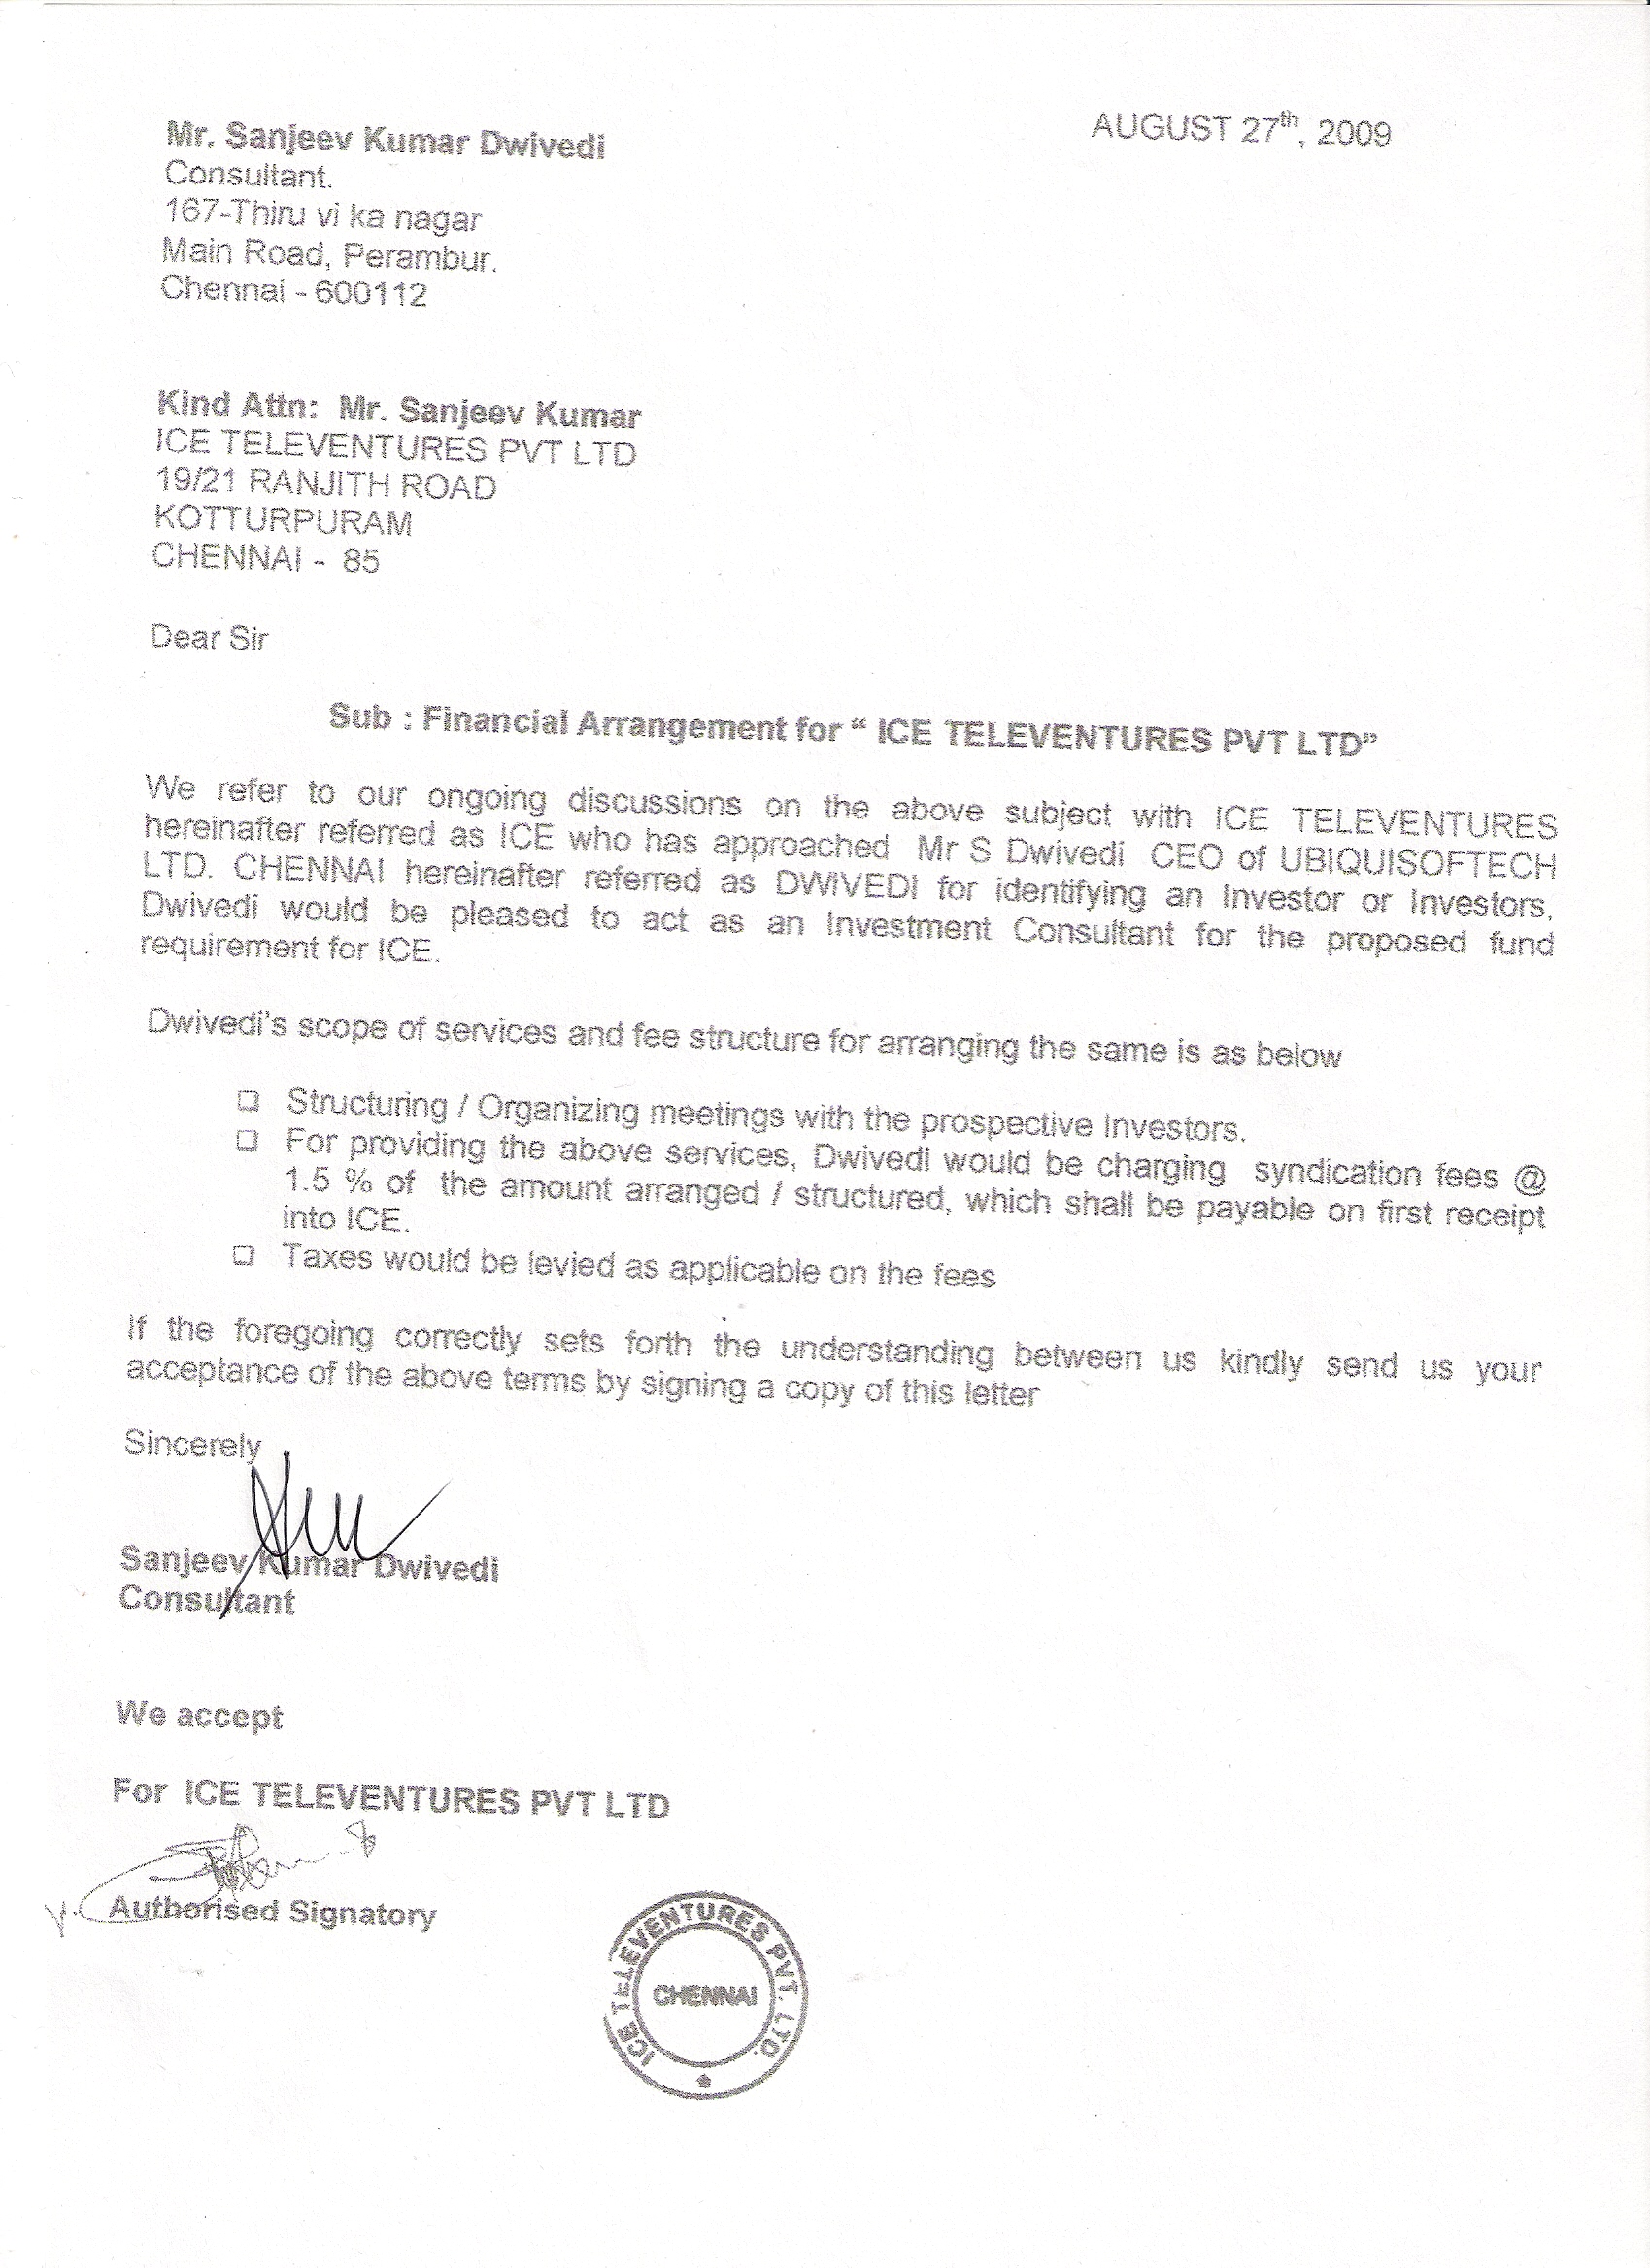 AUGUST 27th, 2009
Mr. Sanjeev Kumar Dwivedi
Consultant.
167-Thiru vi ka nagar
Main Road, Perambur.
Chennai - 600112
Kind Attn: Mr. Sanjeev Kumar
ICE TELEVENTURES PVT LTD
19/21 RANJITH ROAD
KOTTURPURAM
CHENNAI - 85
Dear Sir
Sub : Financial Arrangement for “ ICE TELEVENTURES PVT LTD”
We refer to our ongoing discussions on the above subject with ICE TELEVENTURES
hereinafter referred as ICE who has approached Mr S Dwivedi CEO of UBIQUISOFTECH
LTD. CHENNAI hereinafter referred as DWIVEDI for identifying an Investor or Investors,
Dwivedi would be pleased to act as an Investment Consultant for the proposed fund
requirement for ICE.
Dwivedi's scope of services and fee structure for arranging the same is as below
❑ Structuring / Organizing meetings with the prospective Investors.
❑ For providing the above services, Dwivedi would be charging syndication fees @
1.5 % of the amount arranged / structured, which shall be payable on first receipt
into ICE.
❑ Taxes would be levied as applicable on the fees
If the foregoing correctly sets forth the understanding between us kindly send us your
acceptance of the above terms by signing a copy of this letter
Sincerely
Sanjeev Kumar Dwivedi
Consultant
We accept
For ICE TELEVENTURES PVT LTD
Authorised Signatory
ICE TELEVENTURES PVT. LTD.
CHENNAI